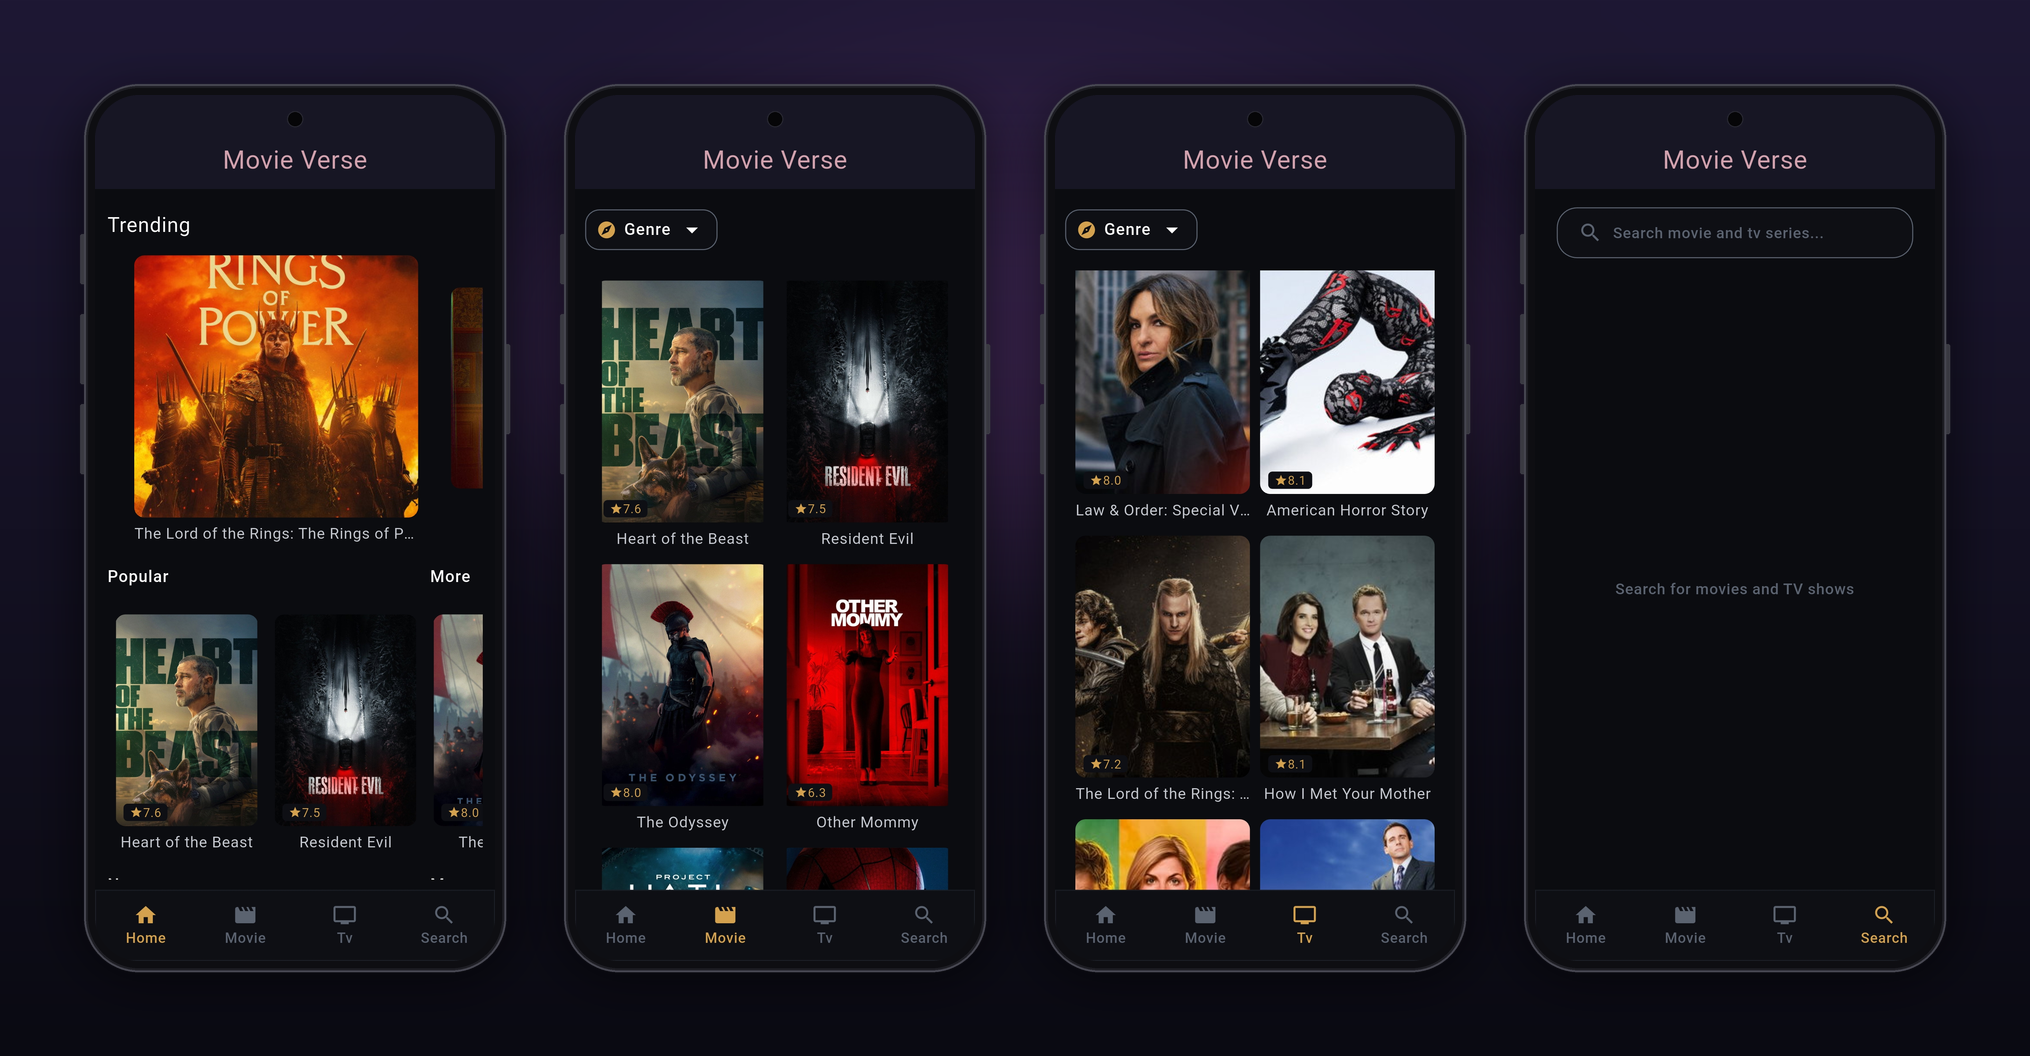 Movie Verse
Trending
RINGS
OF
POWER
The Lord of the Rings: The Rings of P...
Popular More
HEART
OF
THE
BEAST
7.6
RESIDENT EVIL
7.5
THE
8.0
Heart of the Beast
Resident Evil
The
Home
Movie
Tv
Search
Movie Verse
Genre
HEART
OF
THE
BEAST
7.6
RESIDENT EVIL
7.5
Heart of the Beast
Resident Evil
THE ODYSSEY
8.0
OTHER
MOMMY
6.3
The Odyssey
Other Mommy
PROJECT
Home
Movie
Tv
Search
Movie Verse
Genre
8.0
8.1
Law & Order: Special V...
American Horror Story
7.2
8.1
The Lord of the Rings: ...
How I Met Your Mother
Home
Movie
Tv
Search
Movie Verse
Search movie and tv series...
Search for movies and TV shows
Home
Movie
Tv
Search